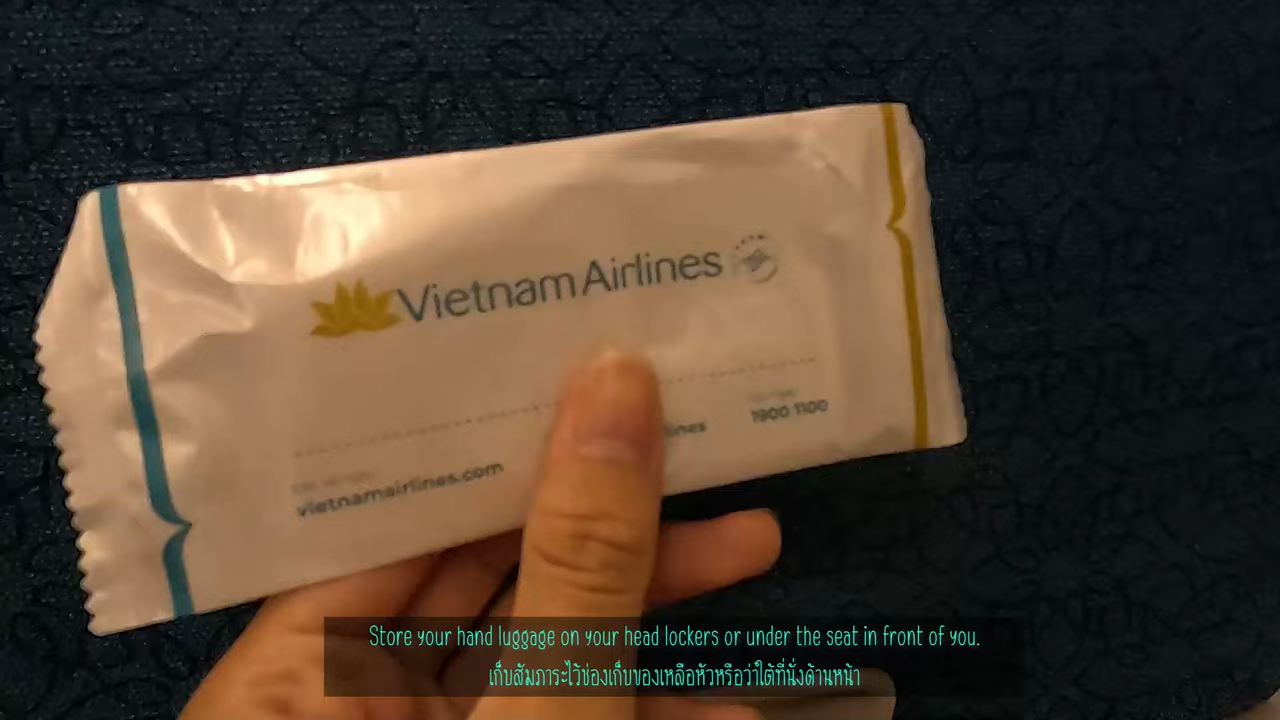 Vietnam Airlines
1900 1100
vietnamairlines.com
Store your hand luggage on your head lockers or under the seat in front of you.
เก็บสัมภาระไว้ช่องเก็บของเหลือหัวหรือว่าใต้ที่นั่งด้านหน้า